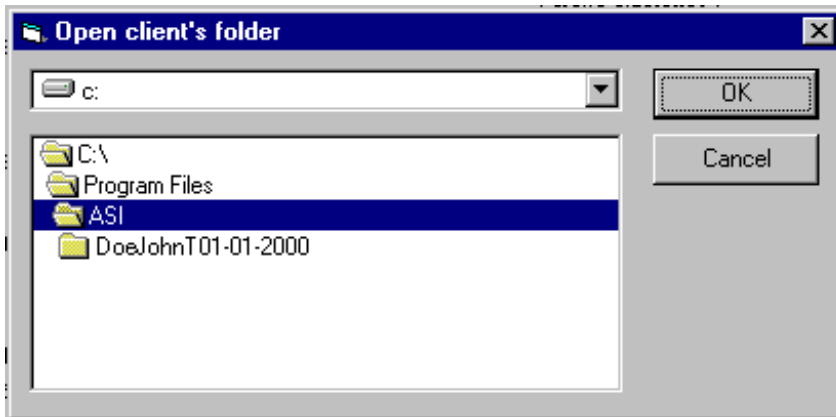 Open client's folder
c:
OK
C:\
Cancel
Program Files
ASI
DoeJohnT01-01-2000